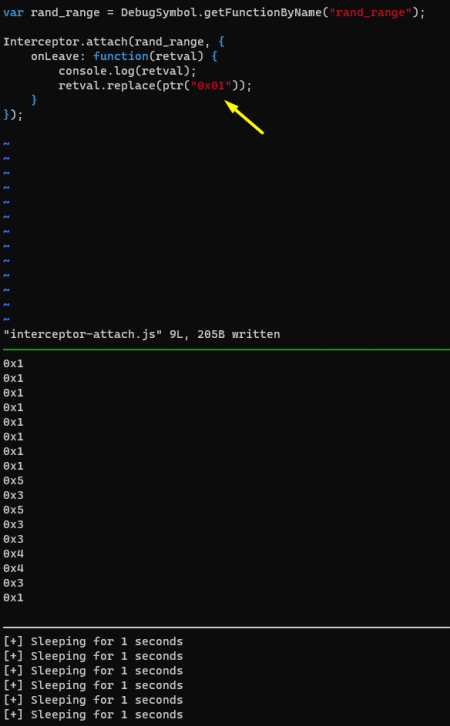 var rand_range = DebugSymbol.getFunctionByName("rand_range");
Interceptor.attach(rand_range, {
    onLeave: function(retval) {
        console.log(retval);
        retval.replace(ptr("0x01"));
    }
});
~
~
~
~
~
~
~
~
~
~
~
~
~
"interceptor-attach.js" 9L, 205B written
0x1
0x1
0x1
0x1
0x1
0x1
0x1
0x1
0x5
0x3
0x5
0x3
0x3
0x4
0x4
0x3
0x1
[+] Sleeping for 1 seconds
[+] Sleeping for 1 seconds
[+] Sleeping for 1 seconds
[+] Sleeping for 1 seconds
[+] Sleeping for 1 seconds
[+] Sleeping for 1 seconds